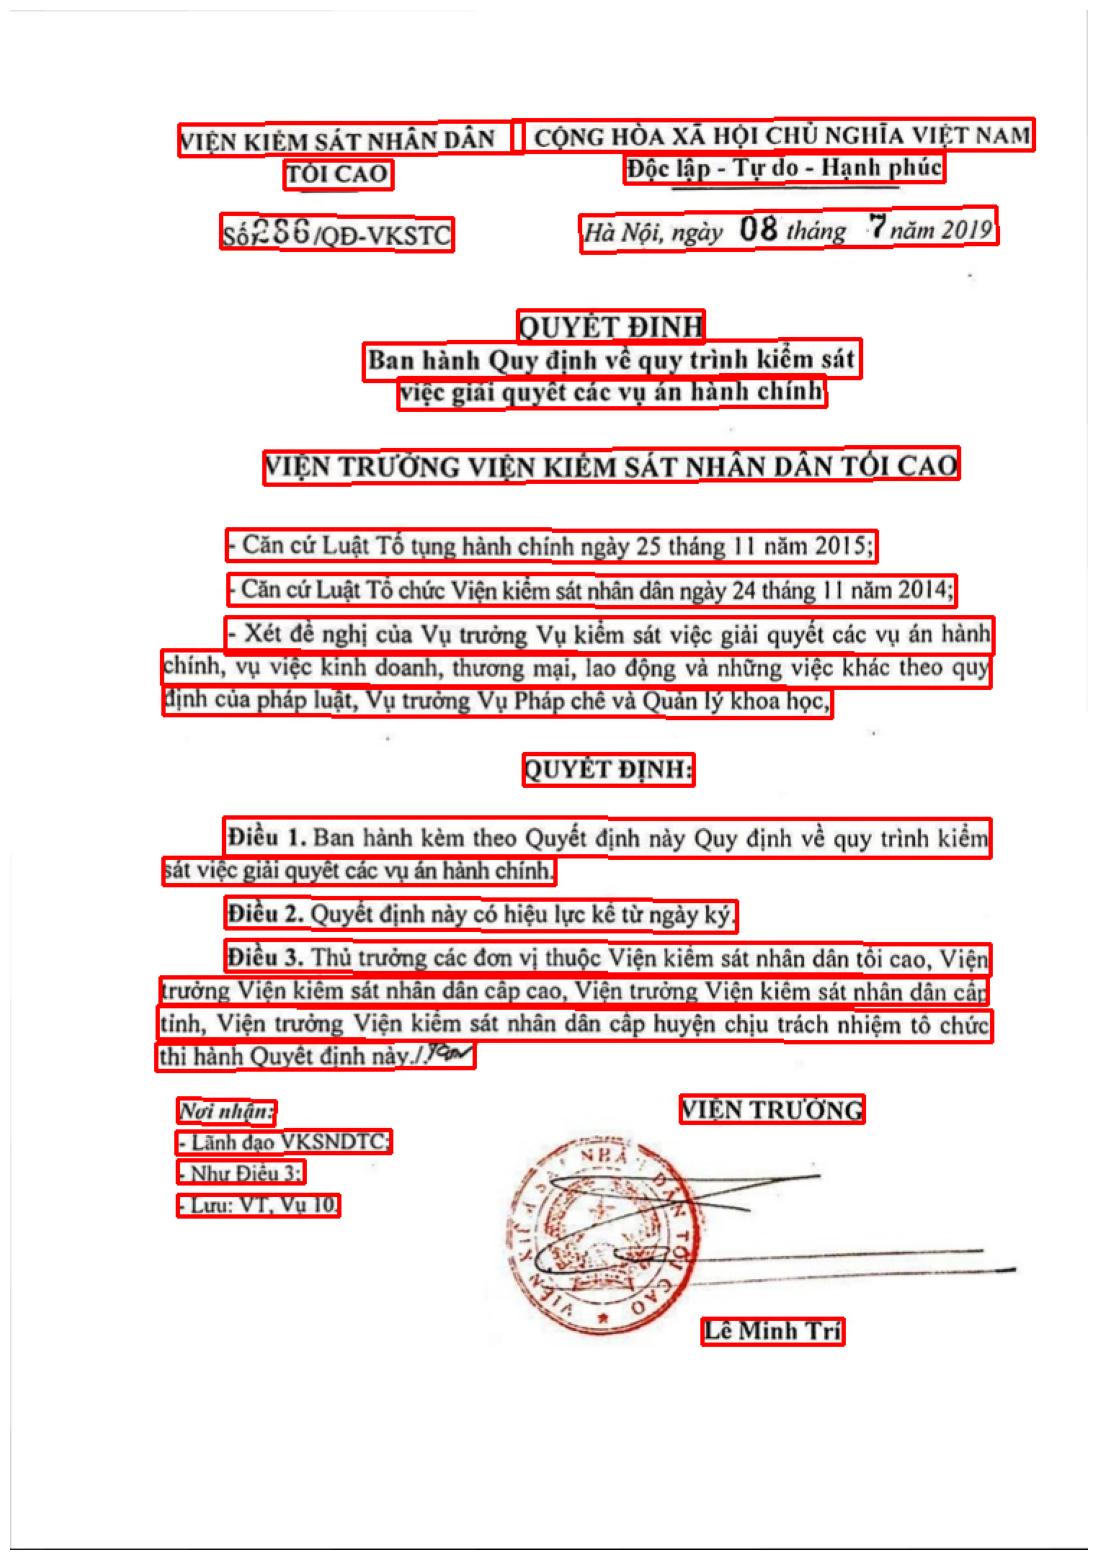 VIỆN KIỂM SÁT NHÂN DÂN
TỐI CAO
CỘNG HÒA XÃ HỘI CHỦ NGHĨA VIỆT NAM
Độc lập - Tự do - Hạnh phúc
Số: 286/QĐ-VKSTC
Hà Nội, ngày 08 tháng 7 năm 2019
QUYẾT ĐỊNH
Ban hành Quy định về quy trình kiểm sát
việc giải quyết các vụ án hành chính
VIỆN TRƯỞNG VIỆN KIỂM SÁT NHÂN DÂN TỐI CAO
- Căn cứ Luật Tố tụng hành chính ngày 25 tháng 11 năm 2015;
- Căn cứ Luật Tổ chức Viện kiểm sát nhân dân ngày 24 tháng 11 năm 2014;
- Xét đề nghị của Vụ trưởng Vụ kiểm sát việc giải quyết các vụ án hành
chính, vụ việc kinh doanh, thương mại, lao động và những việc khác theo quy
định của pháp luật, Vụ trưởng Vụ Pháp chế và Quản lý khoa học,
QUYẾT ĐỊNH:
Điều 1. Ban hành kèm theo Quyết định này Quy định về quy trình kiểm
sát việc giải quyết các vụ án hành chính.
Điều 2. Quyết định này có hiệu lực kể từ ngày ký.
Điều 3. Thủ trưởng các đơn vị thuộc Viện kiểm sát nhân dân tối cao, Viện
trưởng Viện kiểm sát nhân dân cấp cao, Viện trưởng Viện kiểm sát nhân dân cấp
tỉnh, Viện trưởng Viện kiểm sát nhân dân cấp huyện chịu trách nhiệm tổ chức
thi hành Quyết định này./.
Nơi nhận:
- Lãnh đạo VKSNDTC;
- Như Điều 3;
- Lưu: VT, Vụ 10.
VIỆN TRƯỞNG
VIỆN KIỂM SÁT NHÂN DÂN TỐI CAO
Lê Minh Trí